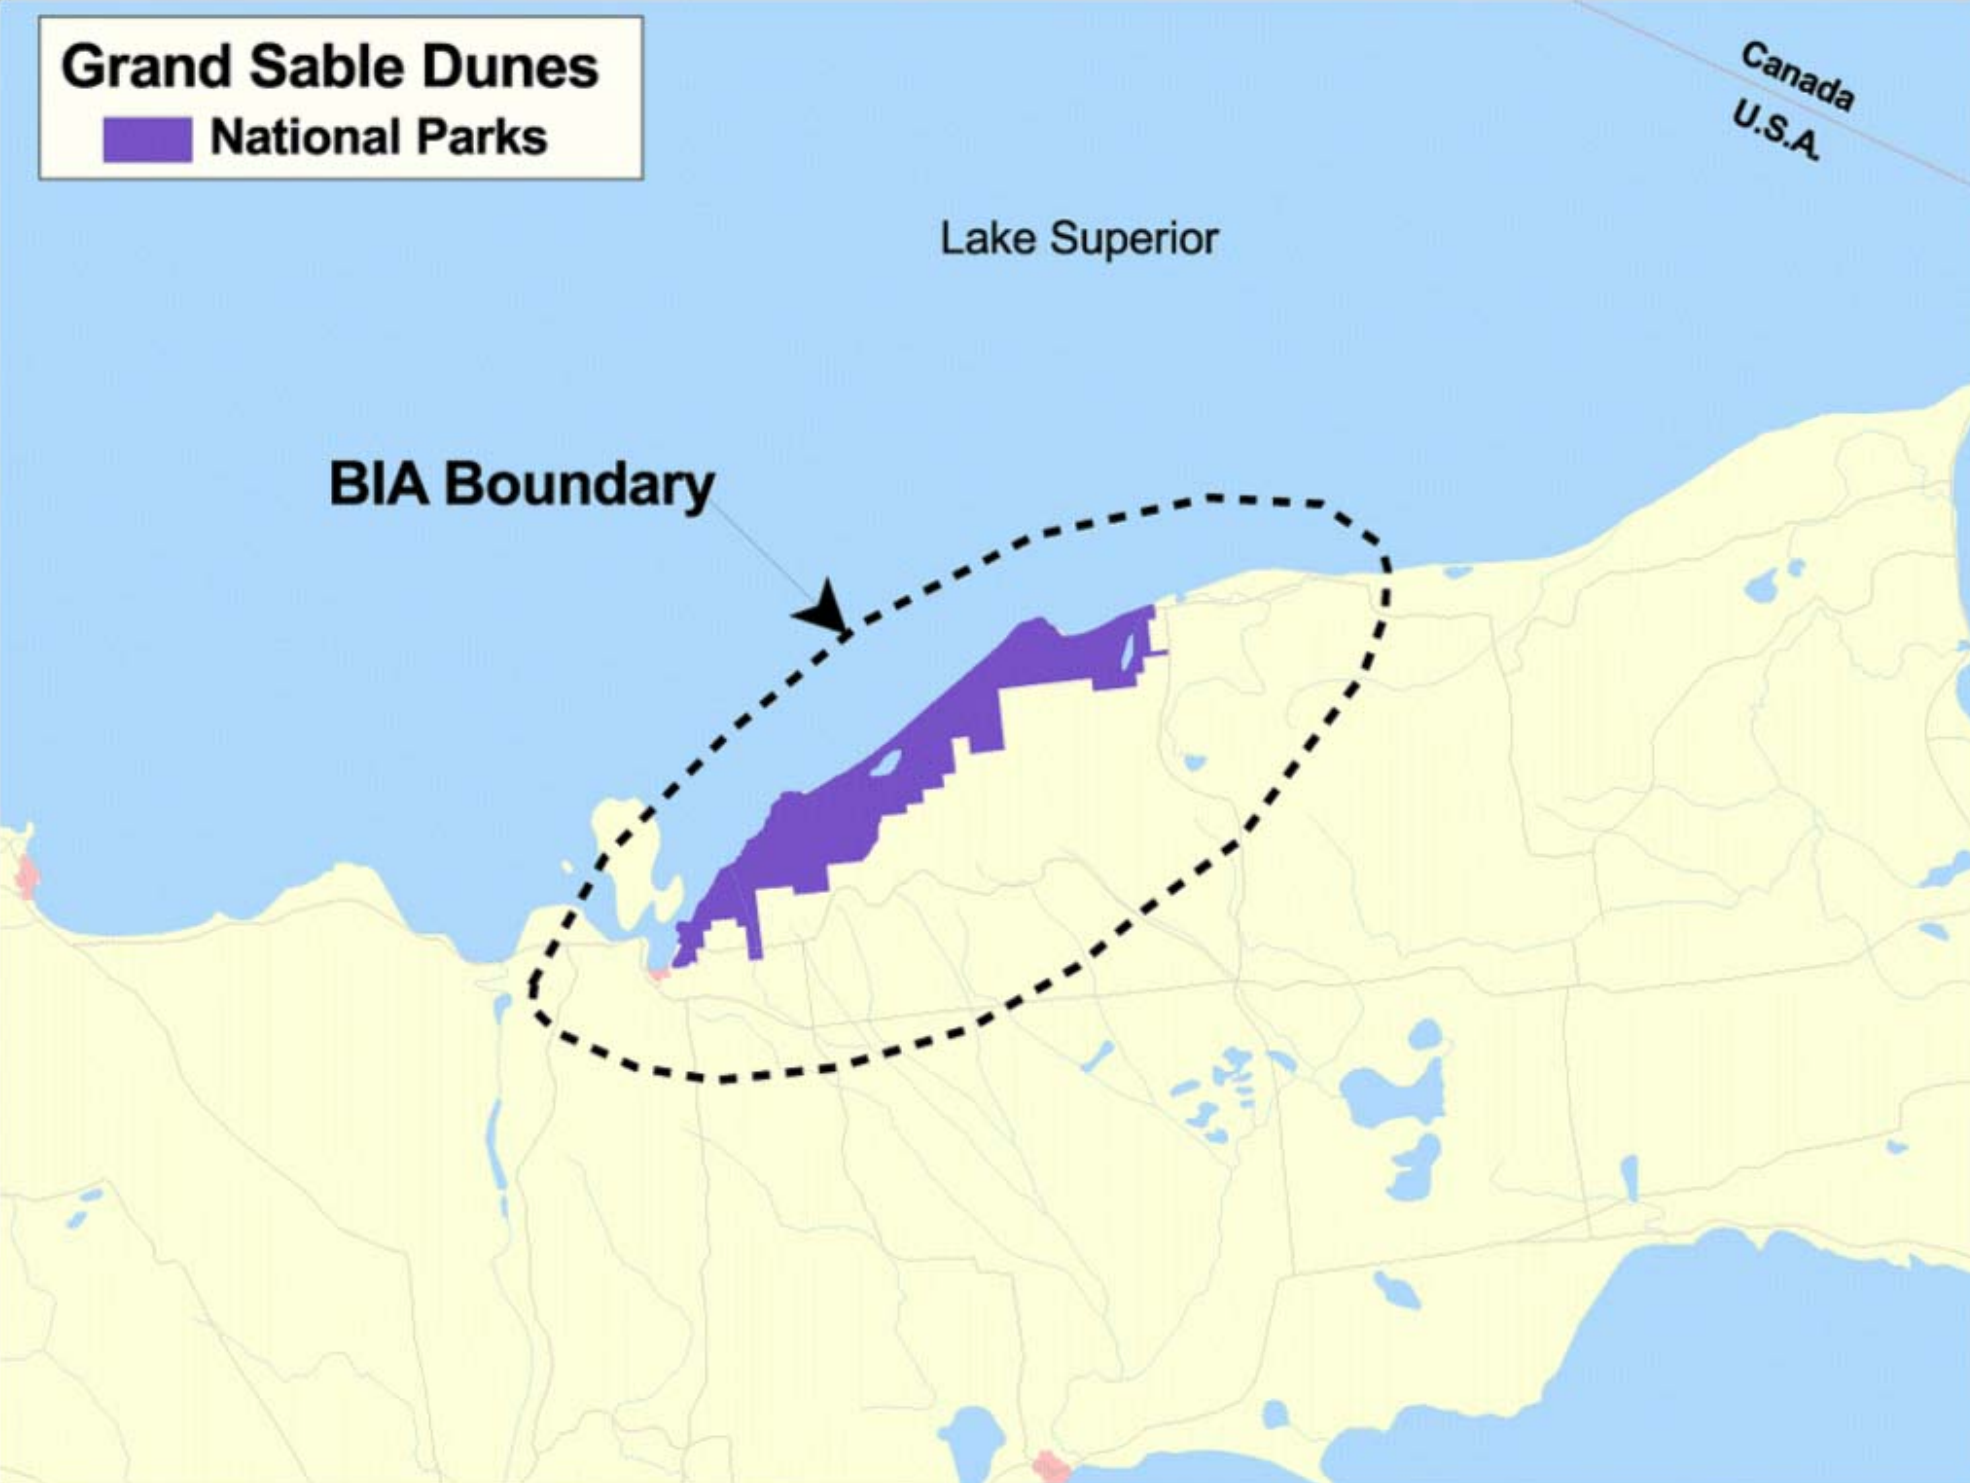 Grand Sable Dunes
National Parks
Canada
U.S.A.
Lake Superior
BIA Boundary